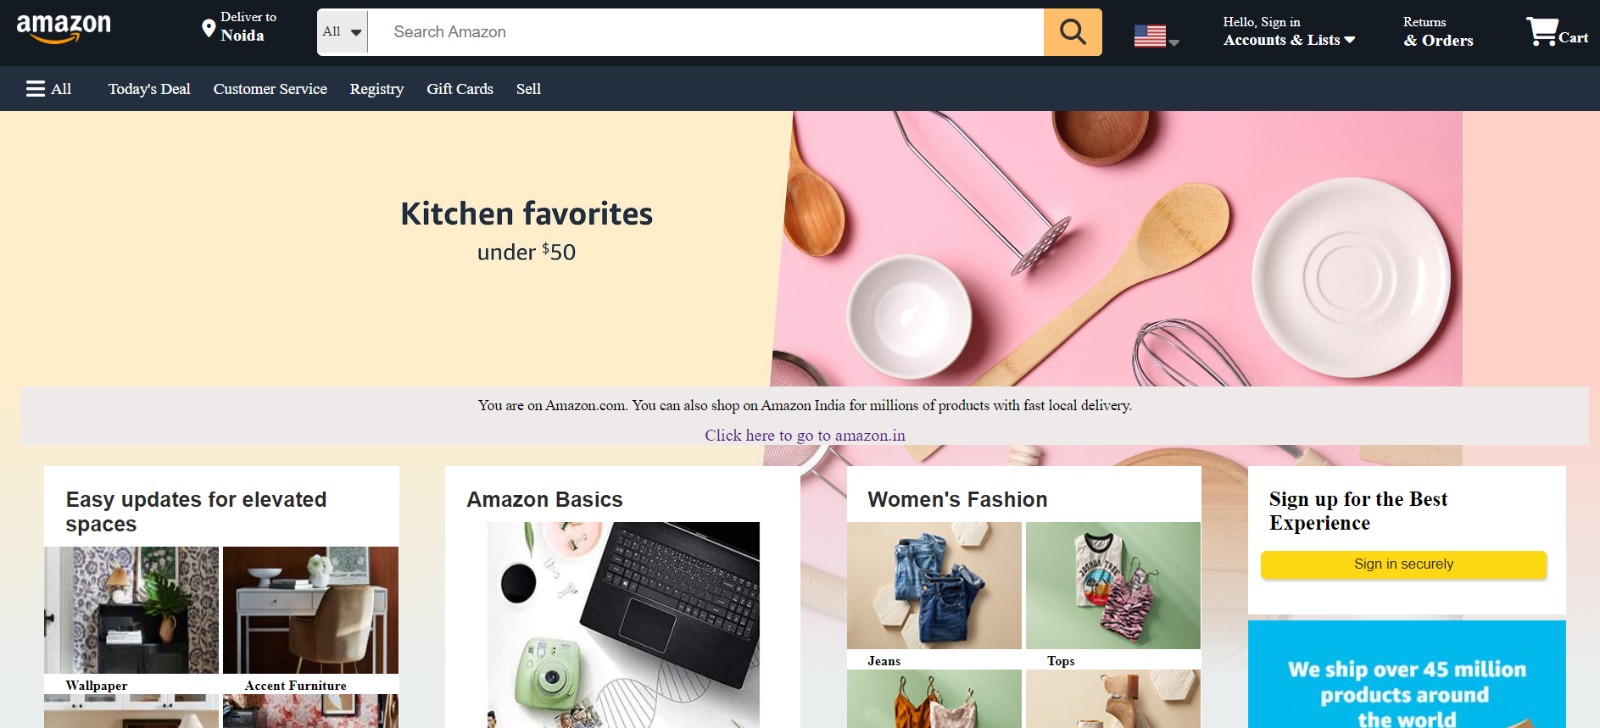 amazon
Deliver to
Noida
All
Search Amazon
Hello, Sign in
Accounts & Lists
Returns
& Orders
Cart
All
Today's Deal
Customer Service
Registry
Gift Cards
Sell
Kitchen favorites
under $50
You are on Amazon.com. You can also shop on Amazon India for millions of products with fast local delivery.
Click here to go to amazon.in
Easy updates for elevated
spaces
Wallpaper
Accent Furniture
Amazon Basics
Women's Fashion
JOSHUA TREE
Jeans
Tops
Sign up for the Best
Experience
Sign in securely
We ship over 45 million
products around
the world